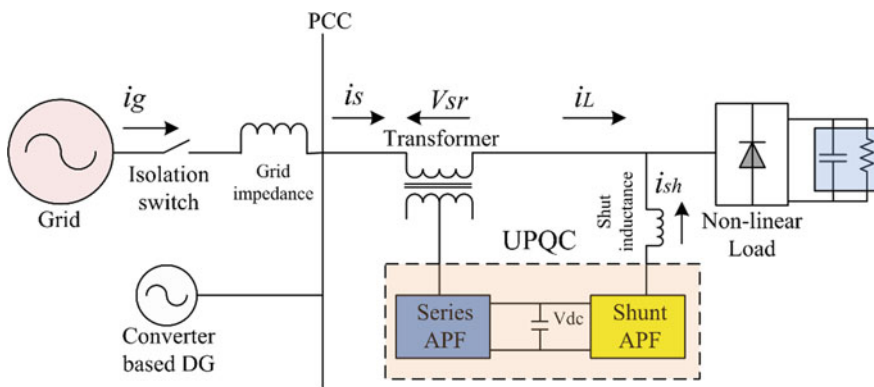 PCC
ig
is
Vsr
iL
Transformer
Isolation
switch
Grid
impedance
Grid
Shut
inductance
ish
Non-linear
Load
UPQC
Converter
based DG
Series
APF
Vdc
Shunt
APF